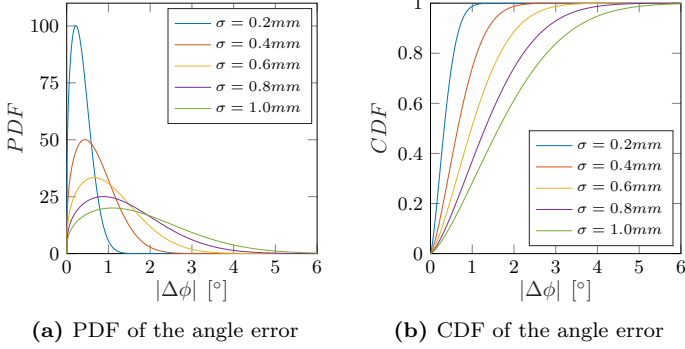 100
75
50
25
0
PDF
0 1 2 3 4 5 6
|Δϕ| [°]
σ = 0.2mm
σ = 0.4mm
σ = 0.6mm
σ = 0.8mm
σ = 1.0mm
(a) PDF of the angle error
1
0.8
0.6
0.4
0.2
0
CDF
0 1 2 3 4 5 6
|Δϕ| [°]
σ = 0.2mm
σ = 0.4mm
σ = 0.6mm
σ = 0.8mm
σ = 1.0mm
(b) CDF of the angle error